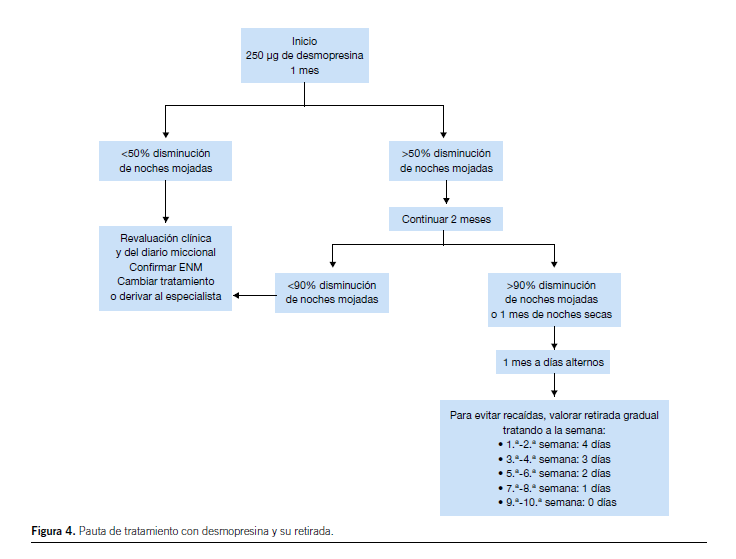 Inicio
250 µg de desmopresina
1 mes
<50% disminución
de noches mojadas
>50% disminución
de noches mojadas
Continuar 2 meses
Revaluación clínica
y del diario miccional
Confirmar ENM
Cambiar tratamiento
o derivar al especialista
<90% disminución
de noches mojadas
>90% disminución
de noches mojadas
o 1 mes de noches secas
1 mes a días alternos
Para evitar recaídas, valorar retirada gradual
tratando a la semana:
• 1.ª-2.ª semana: 4 días
• 3.ª-4.ª semana: 3 días
• 5.ª-6.ª semana: 2 días
• 7.ª-8.ª semana: 1 días
• 9.ª-10.ª semana: 0 días
Figura 4. Pauta de tratamiento con desmopresina y su retirada.